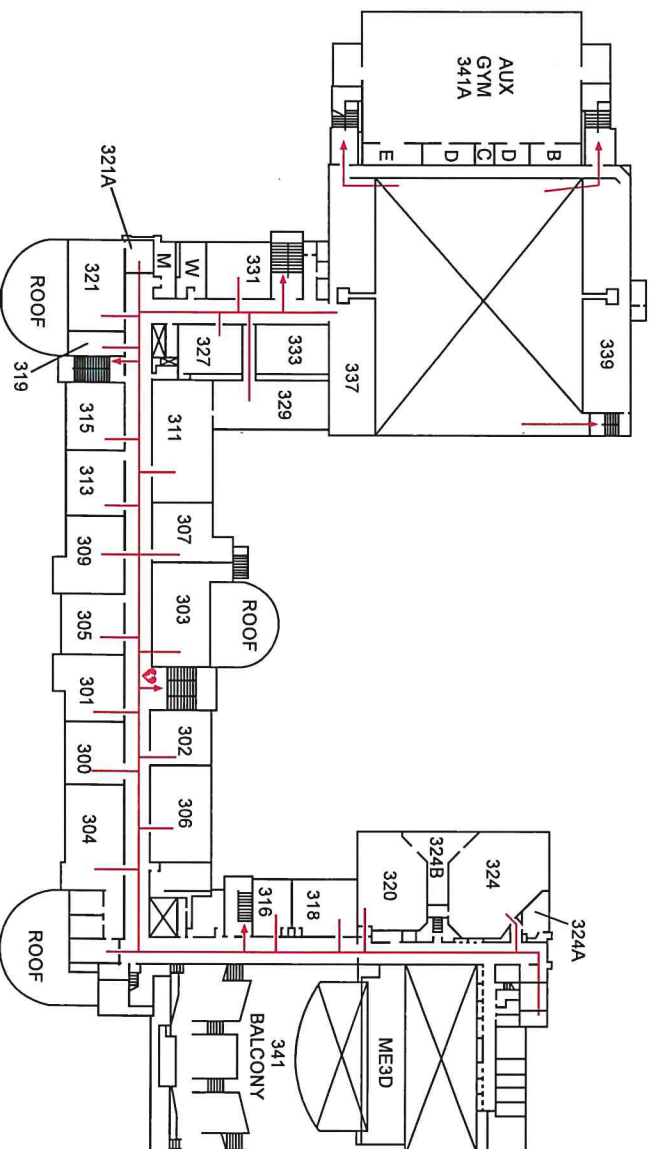 AUX
GYM
341A
E
D
C
D
B
321A
M
W
331
ROOF
321
319
327
333
337
339
329
315
311
313
307
309
303
ROOF
305
301
302
300
306
304
ROOF
316
318
320
324B
324
324A
341
BALCONY
ME3D